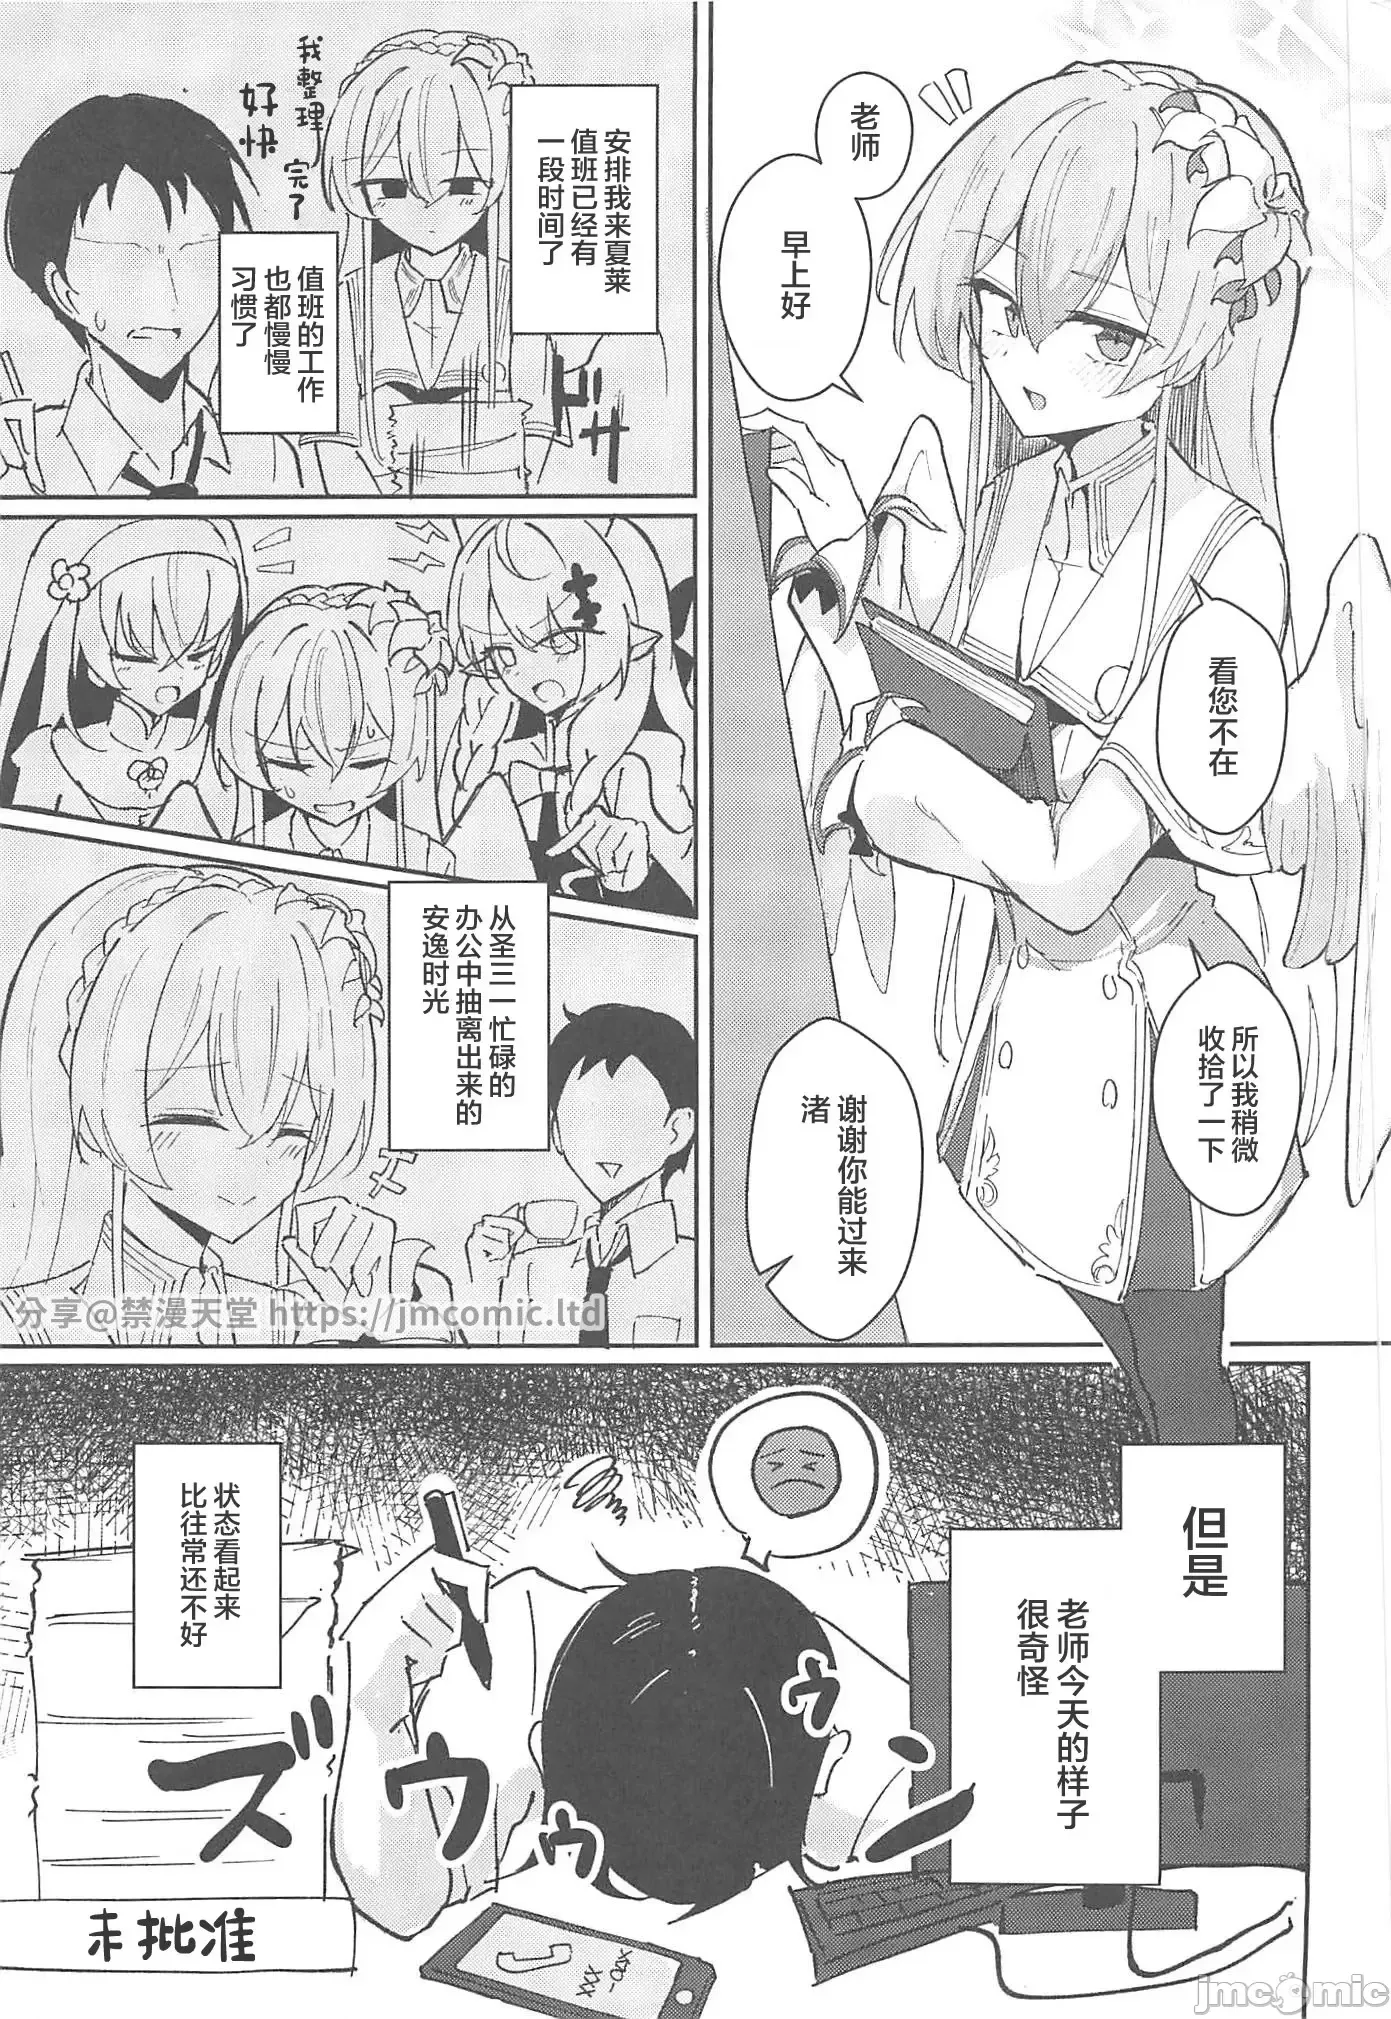 老师
早上好
看您不在
所以我稍微
收拾了一下
谢谢你能过来
渚
安排我来夏莱
值班已经有
一段时间了
我整理
完了
好快
值班的工作
也都慢慢
习惯了
ドサ
从圣三一忙碌的
办公中抽离出来的
安逸时光
分享@禁漫天堂 https://jmcomic.ltd
但是
老师今天的样子
很奇怪
状态看起来
比往常还不好
ズウウウン
未批准
jmcomic